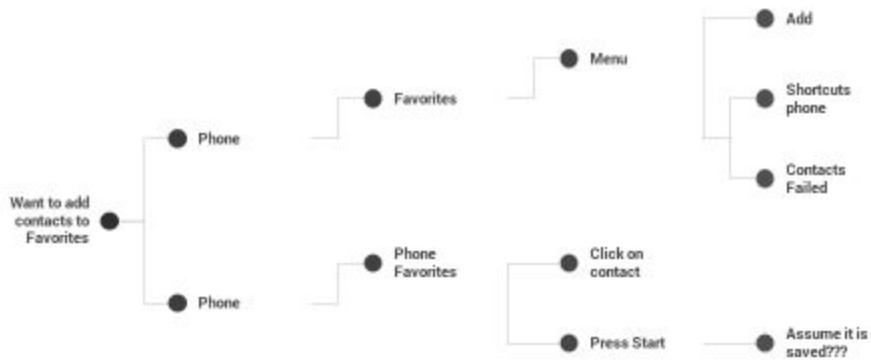 Add
Menu
Shortcuts
phone
Favorites
Phone
Contacts
Failed
Want to add
contacts to
Favorites
Phone
Favorites
Click on
contact
Phone
Press Start
Assume it is
saved???